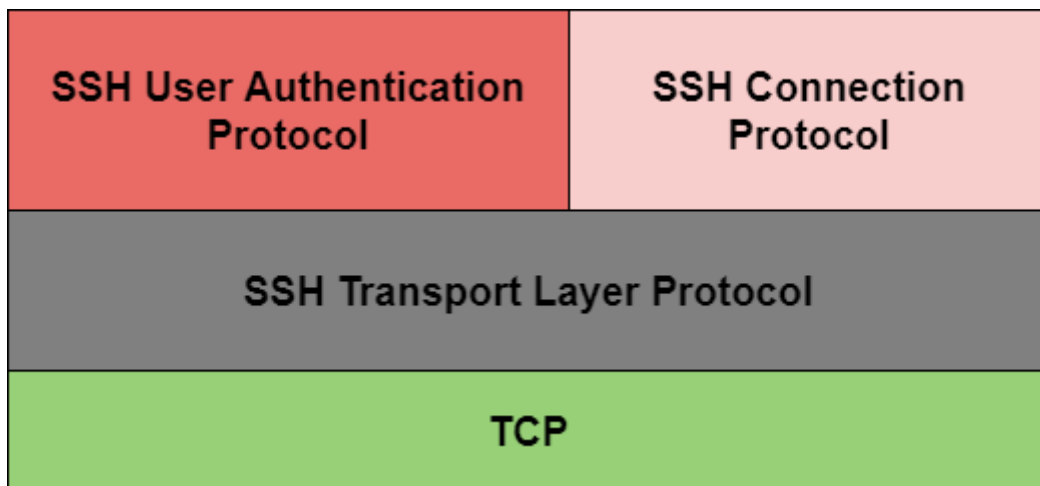 SSH User Authentication
Protocol
SSH Connection
Protocol
SSH Transport Layer Protocol
TCP